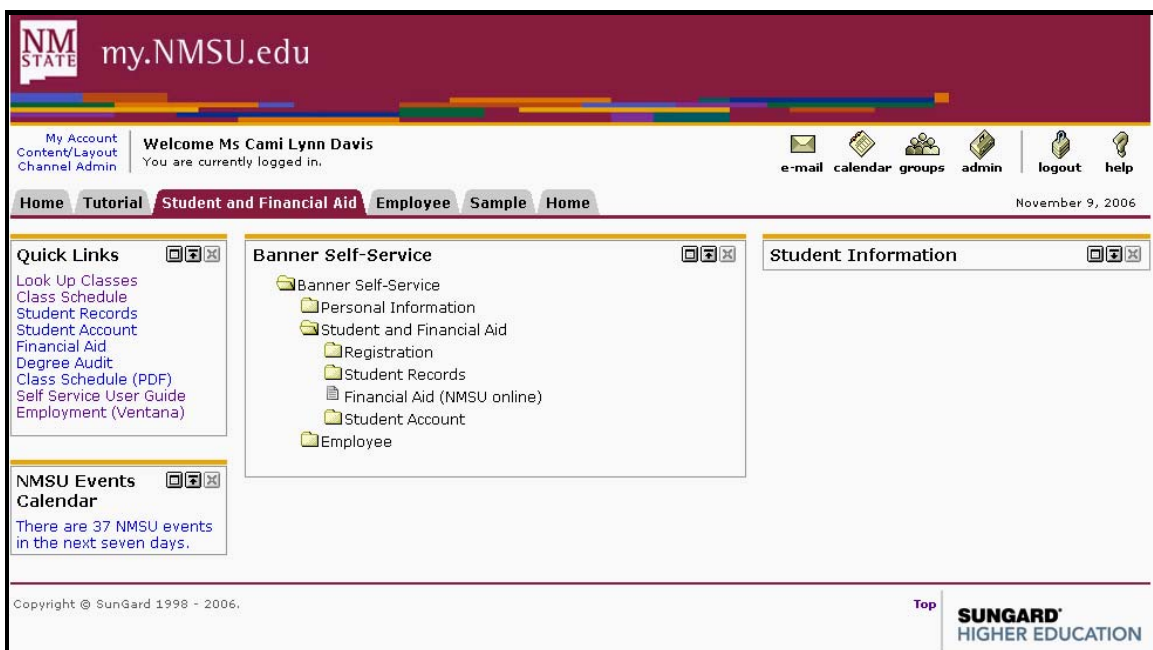 NM
STATE
my.NMSU.edu
My Account
Content/Layout
Channel Admin
Welcome Ms Cami Lynn Davis
You are currently logged in.
e-mail calendar groups admin logout help
Home Tutorial Student and Financial Aid Employee Sample Home
November 9, 2006
Quick Links
Look Up Classes
Class Schedule
Student Records
Student Account
Financial Aid
Degree Audit
Class Schedule (PDF)
Self Service User Guide
Employment (Ventana)
NMSU Events
Calendar
There are 37 NMSU events
in the next seven days.
Banner Self-Service
Banner Self-Service
Personal Information
Student and Financial Aid
Registration
Student Records
Financial Aid (NMSU online)
Student Account
Employee
Student Information
Copyright © SunGard 1998 - 2006.
Top
SUNGARD®
HIGHER EDUCATION